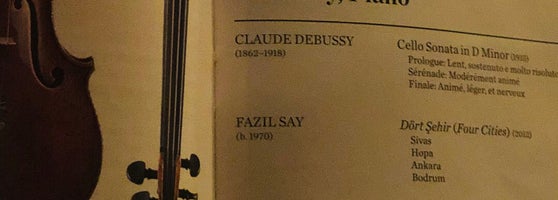 Piano
CLAUDE DEBUSSY
(1862–1918)
Cello Sonata in D Minor (1915)
Prologue: Lent, sostenuto e molto risoluto
Sérénade: Modérément animé
Finale: Animé, léger, et nerveux
FAZIL SAY
(b. 1970)
Dört Şehir (Four Cities) (2012)
Sivas
Hopa
Ankara
Bodrum